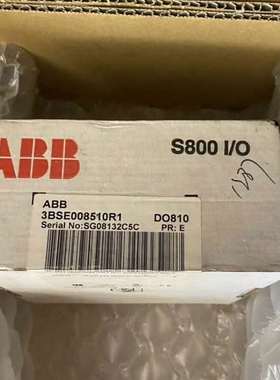 ABB
S800 I/O
ABB
3BSE008510R1 DO810
Serial No:SG08132C5C PR: E